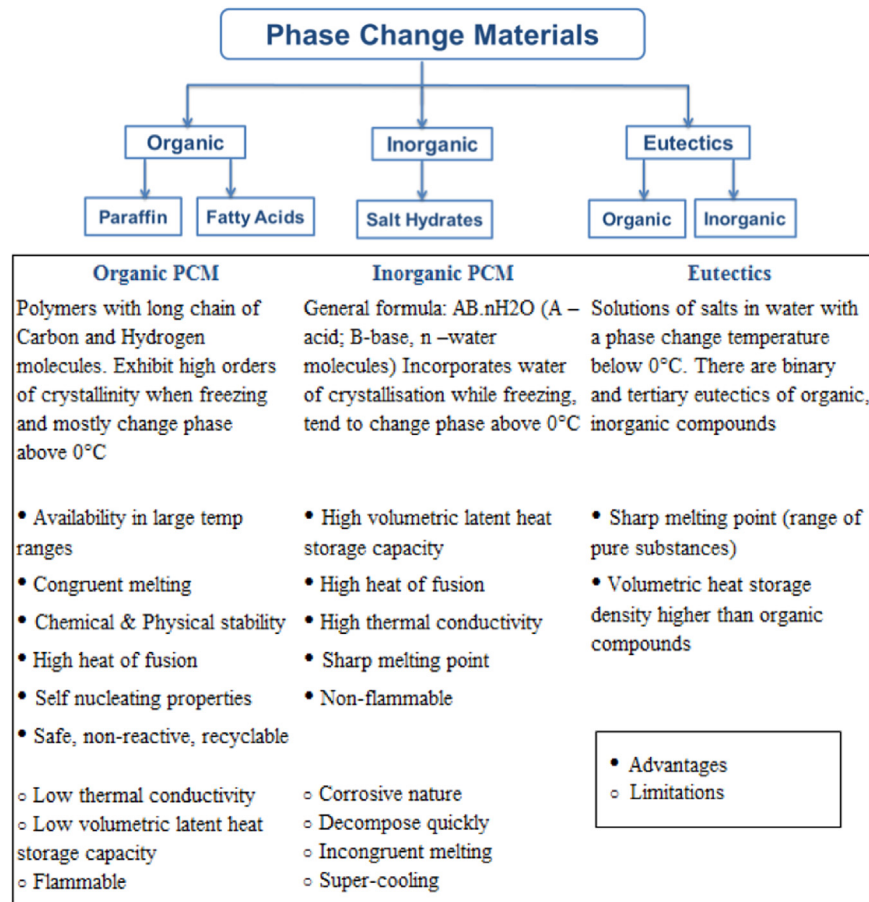 Phase Change Materials
Organic
Inorganic
Eutectics
Paraffin
Fatty Acids
Salt Hydrates
Organic
Inorganic
Organic PCM
Polymers with long chain of
Carbon and Hydrogen
molecules. Exhibit high orders
of crystallinity when freezing
and mostly change phase
above 0°C
• Availability in large temp
ranges
• Congruent melting
• Chemical & Physical stability
• High heat of fusion
• Self nucleating properties
• Safe, non-reactive, recyclable
○ Low thermal conductivity
○ Low volumetric latent heat
storage capacity
○ Flammable
Inorganic PCM
General formula: AB.nH2O (A –
acid; B-base, n –water
molecules) Incorporates water
of crystallisation while freezing,
tend to change phase above 0°C
• High volumetric latent heat
storage capacity
• High heat of fusion
• High thermal conductivity
• Sharp melting point
• Non-flammable
○ Corrosive nature
○ Decompose quickly
○ Incongruent melting
○ Super-cooling
Eutectics
Solutions of salts in water with
a phase change temperature
below 0°C. There are binary
and tertiary eutectics of organic,
inorganic compounds
• Sharp melting point (range of
pure substances)
• Volumetric heat storage
density higher than organic
compounds
• Advantages
○ Limitations